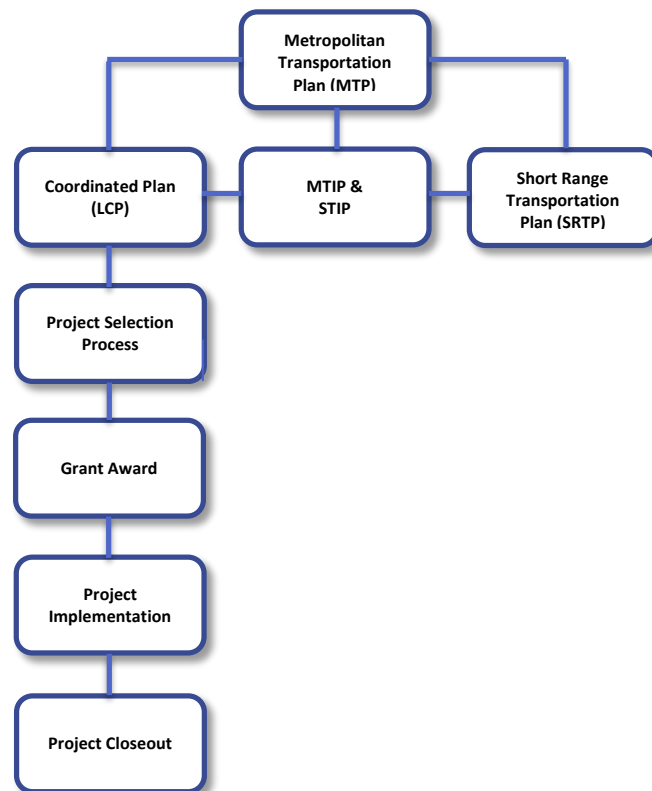 Metropolitan
Transportation
Plan (MTP)
Coordinated Plan
(LCP)
MTIP &
STIP
Short Range
Transportation
Plan (SRTP)
Project Selection
Process
Grant Award
Project
Implementation
Project Closeout